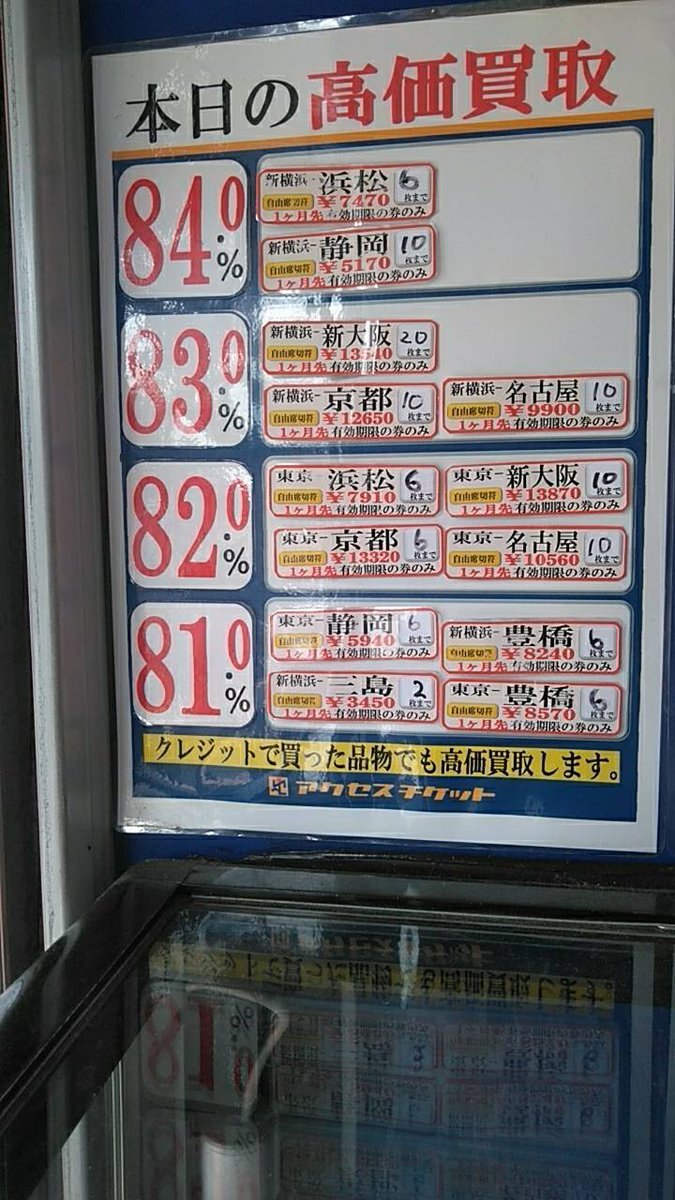 本日の高価買取
84.0%
新横浜-浜松 6枚まで
自由席切符 ¥7470
1ヶ月先有効期限の券のみ
新横浜-静岡 10枚まで
自由席切符 ¥5170
1ヶ月先有効期限の券のみ
83.0%
新横浜-新大阪 20枚まで
自由席切符 ¥13540
1ヶ月先有効期限の券のみ
新横浜-京都 10枚まで
自由席切符 ¥12650
1ヶ月先有効期限の券のみ
新横浜-名古屋 10枚まで
自由席切符 ¥9900
1ヶ月先有効期限の券のみ
82.0%
東京 浜松 6枚まで
自由席切符 ¥7910
1ヶ月先有効期限の券のみ
東京-新大阪 10枚まで
自由席切符 ¥13870
1ヶ月先有効期限の券のみ
東京-京都 6枚まで
自由席切符 ¥13320
1ヶ月先有効期限の券のみ
東京-名古屋 10枚まで
自由席切符 ¥10560
1ヶ月先有効期限の券のみ
81.0%
東京-静岡 6枚まで
自由席切符 ¥5940
1ヶ月先有効期限の券のみ
新横浜-豊橋 6枚まで
自由席切符 ¥8240
1ヶ月先有効期限の券のみ
新横浜-三島 2枚まで
自由席切符 ¥3450
1ヶ月先有効期限の券のみ
東京-豊橋 6枚まで
自由席切符 ¥8570
1ヶ月先有効期限の券のみ
クレジットで買った品物でも高価買取します。
アクセスチケット